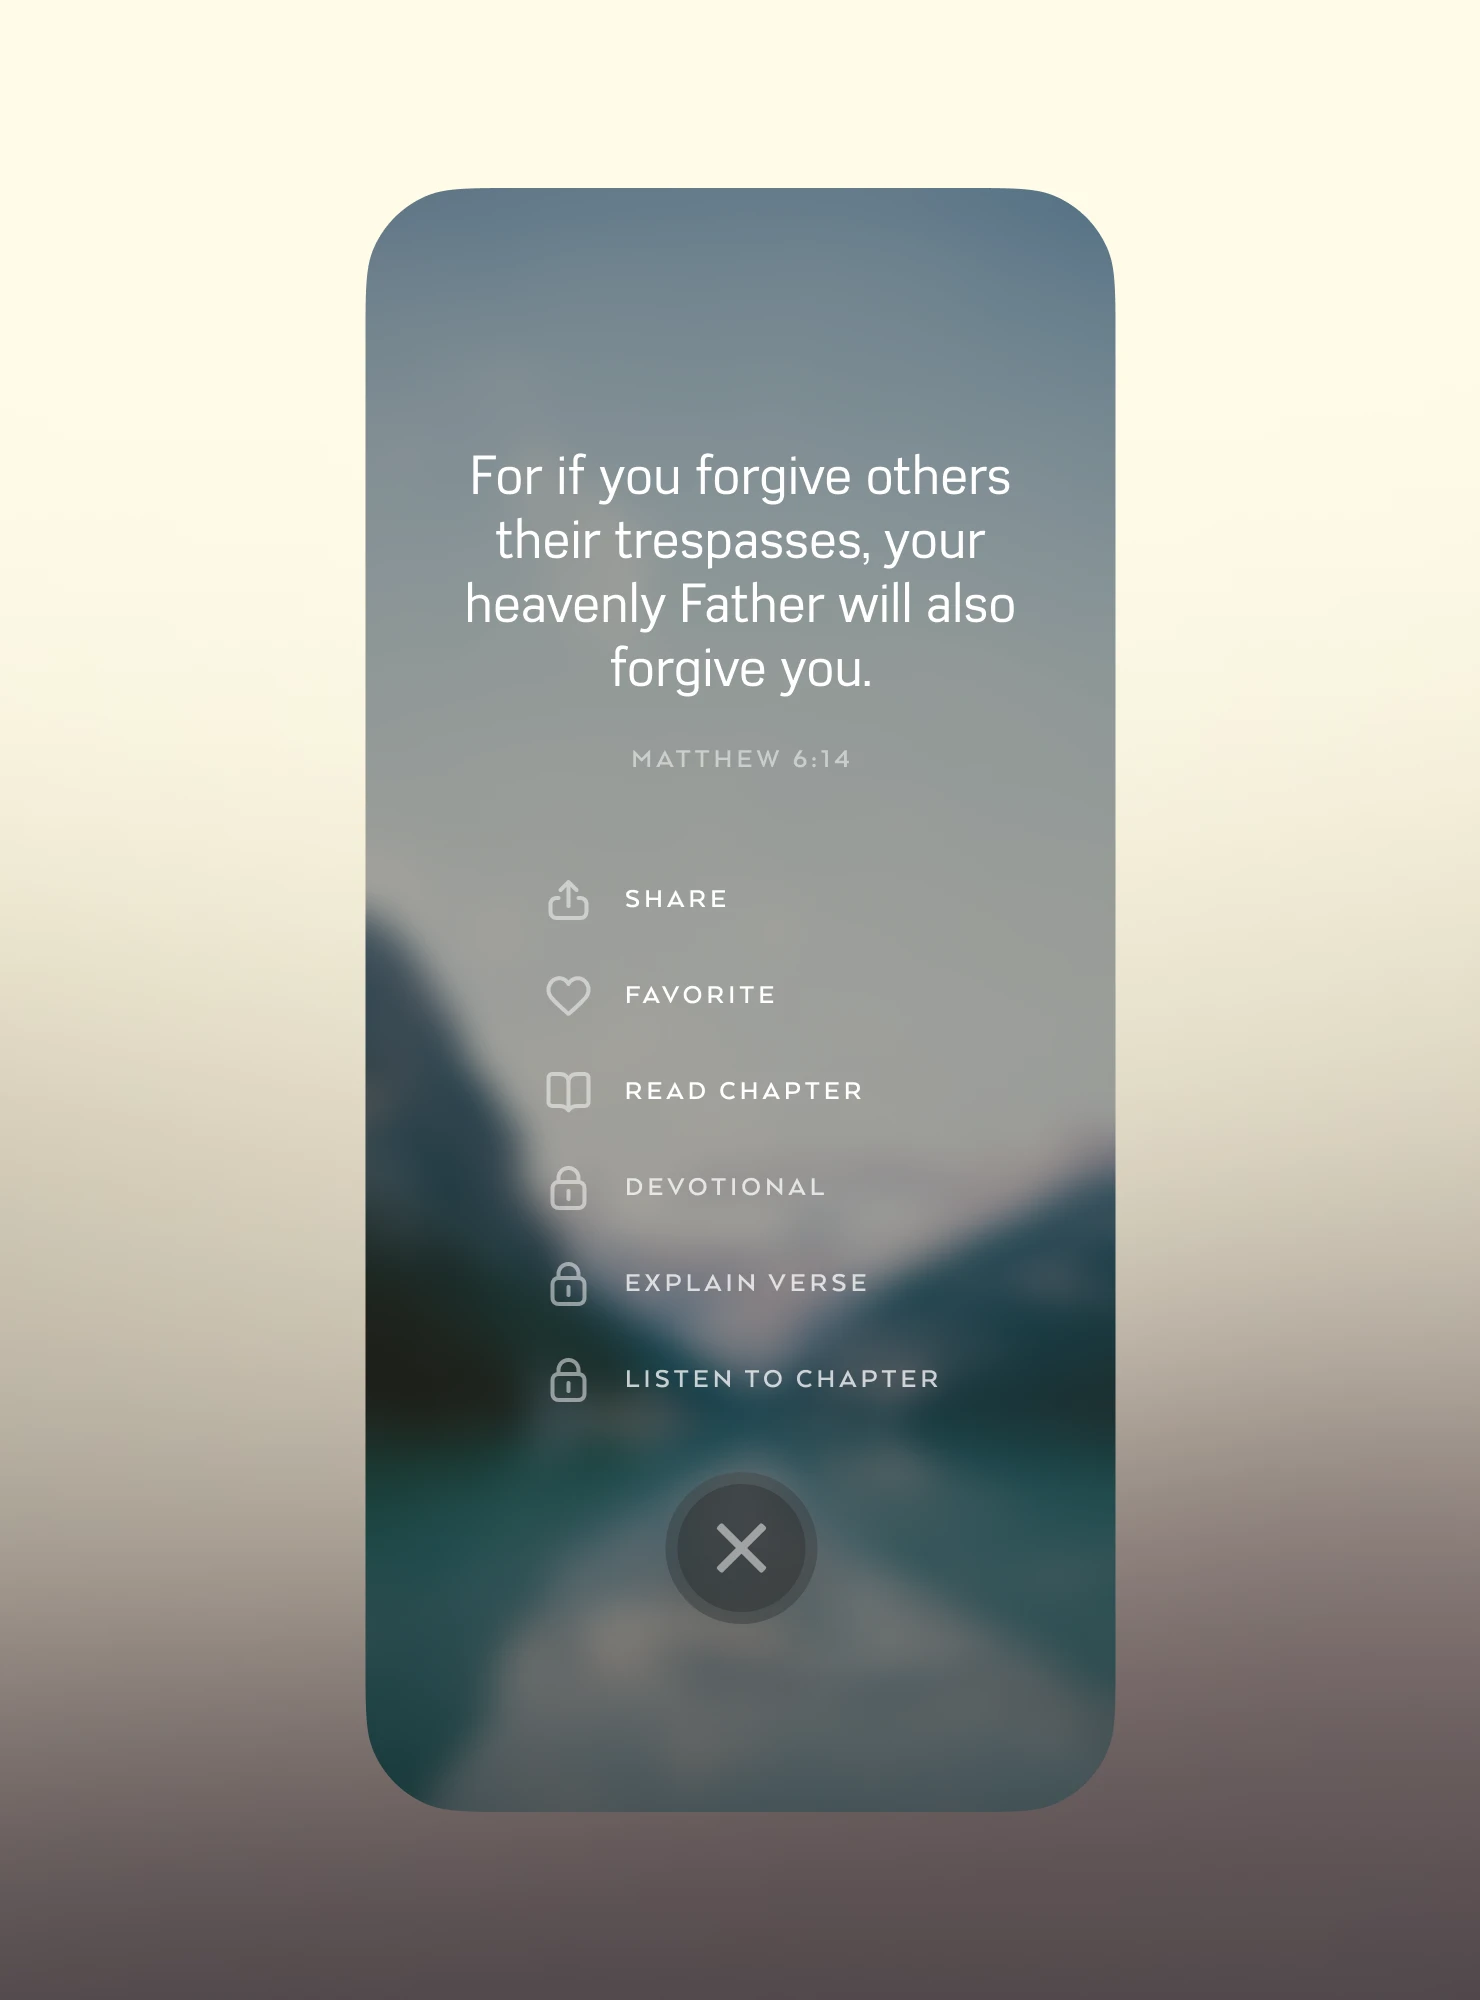 For if you forgive others
their trespasses, your
heavenly Father will also
forgive you.
MATTHEW 6:14
SHARE
FAVORITE
READ CHAPTER
DEVOTIONAL
EXPLAIN VERSE
LISTEN TO CHAPTER